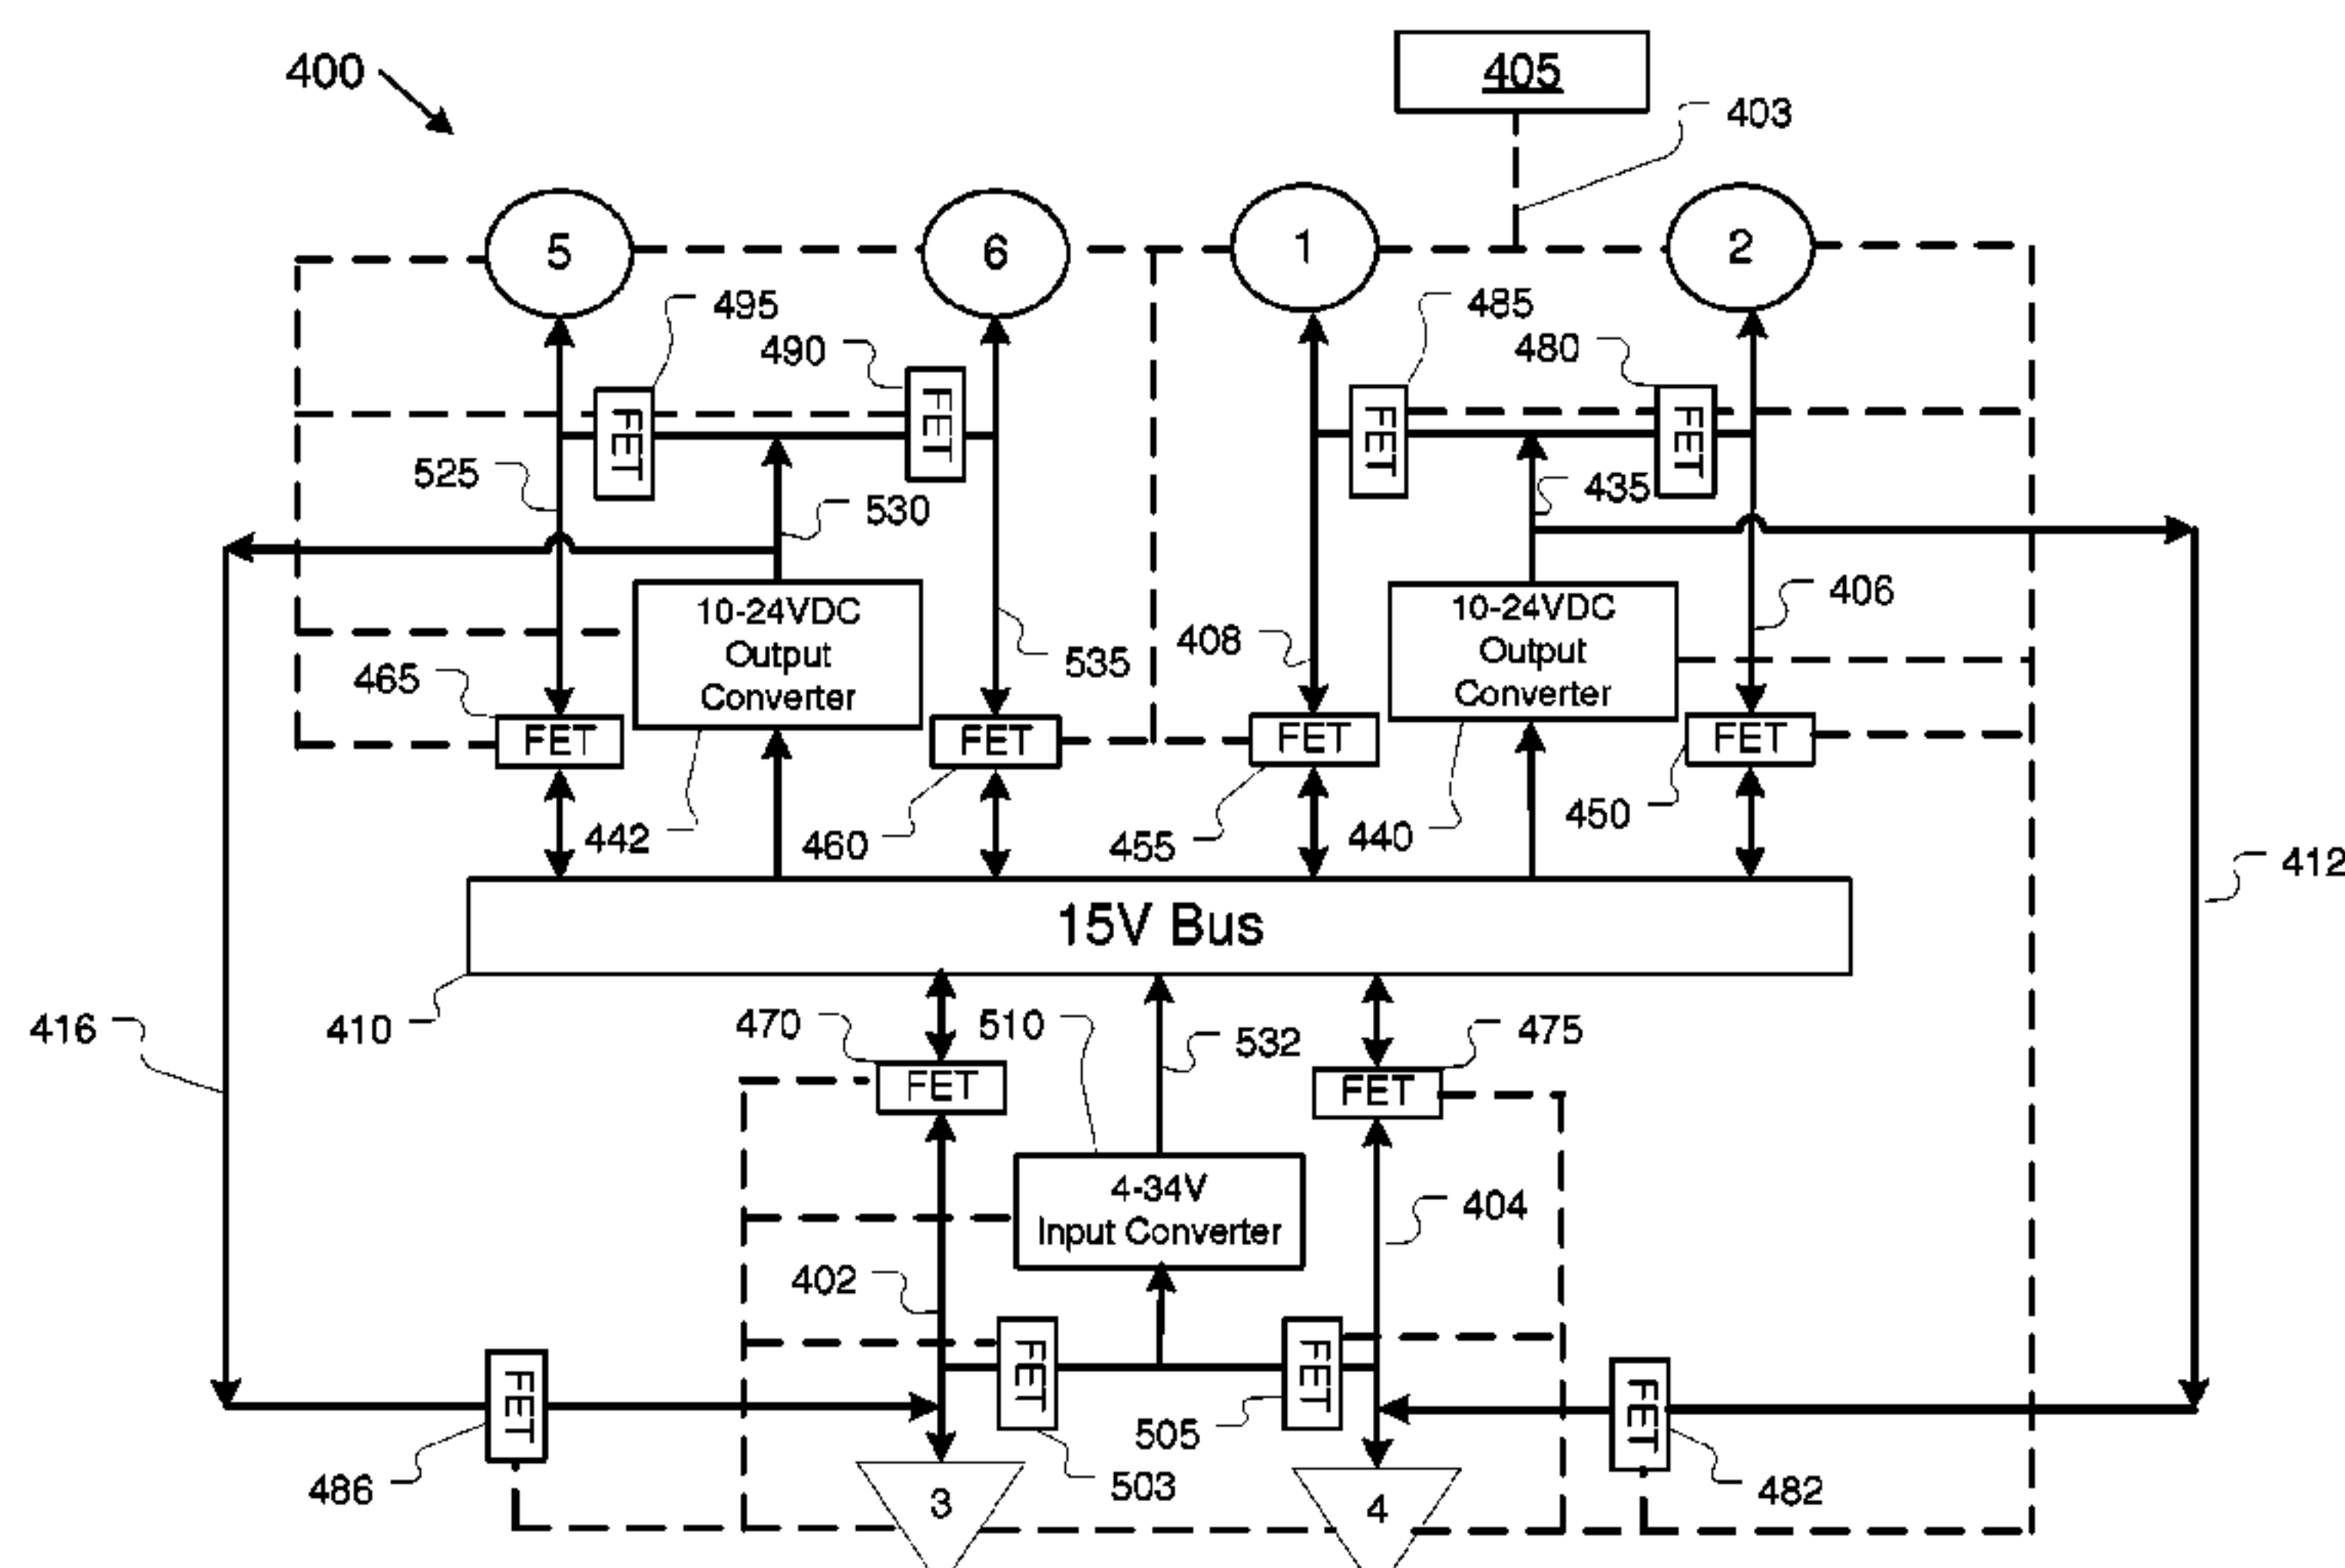 400
405
403
5
6
1
2
495
490
485
480
FET
FET
FET
FET
525
530
435
10-24VDC
Output
Converter
10-24VDC
Output
Converter
406
408
535
465
FET
FET
FET
FET
442
460
455
440
450
412
15V Bus
416
410
470
510
532
475
FET
FET
4-34V
Input Converter
404
402
FET
FET
FET
FET
505
503
486
482
3
4